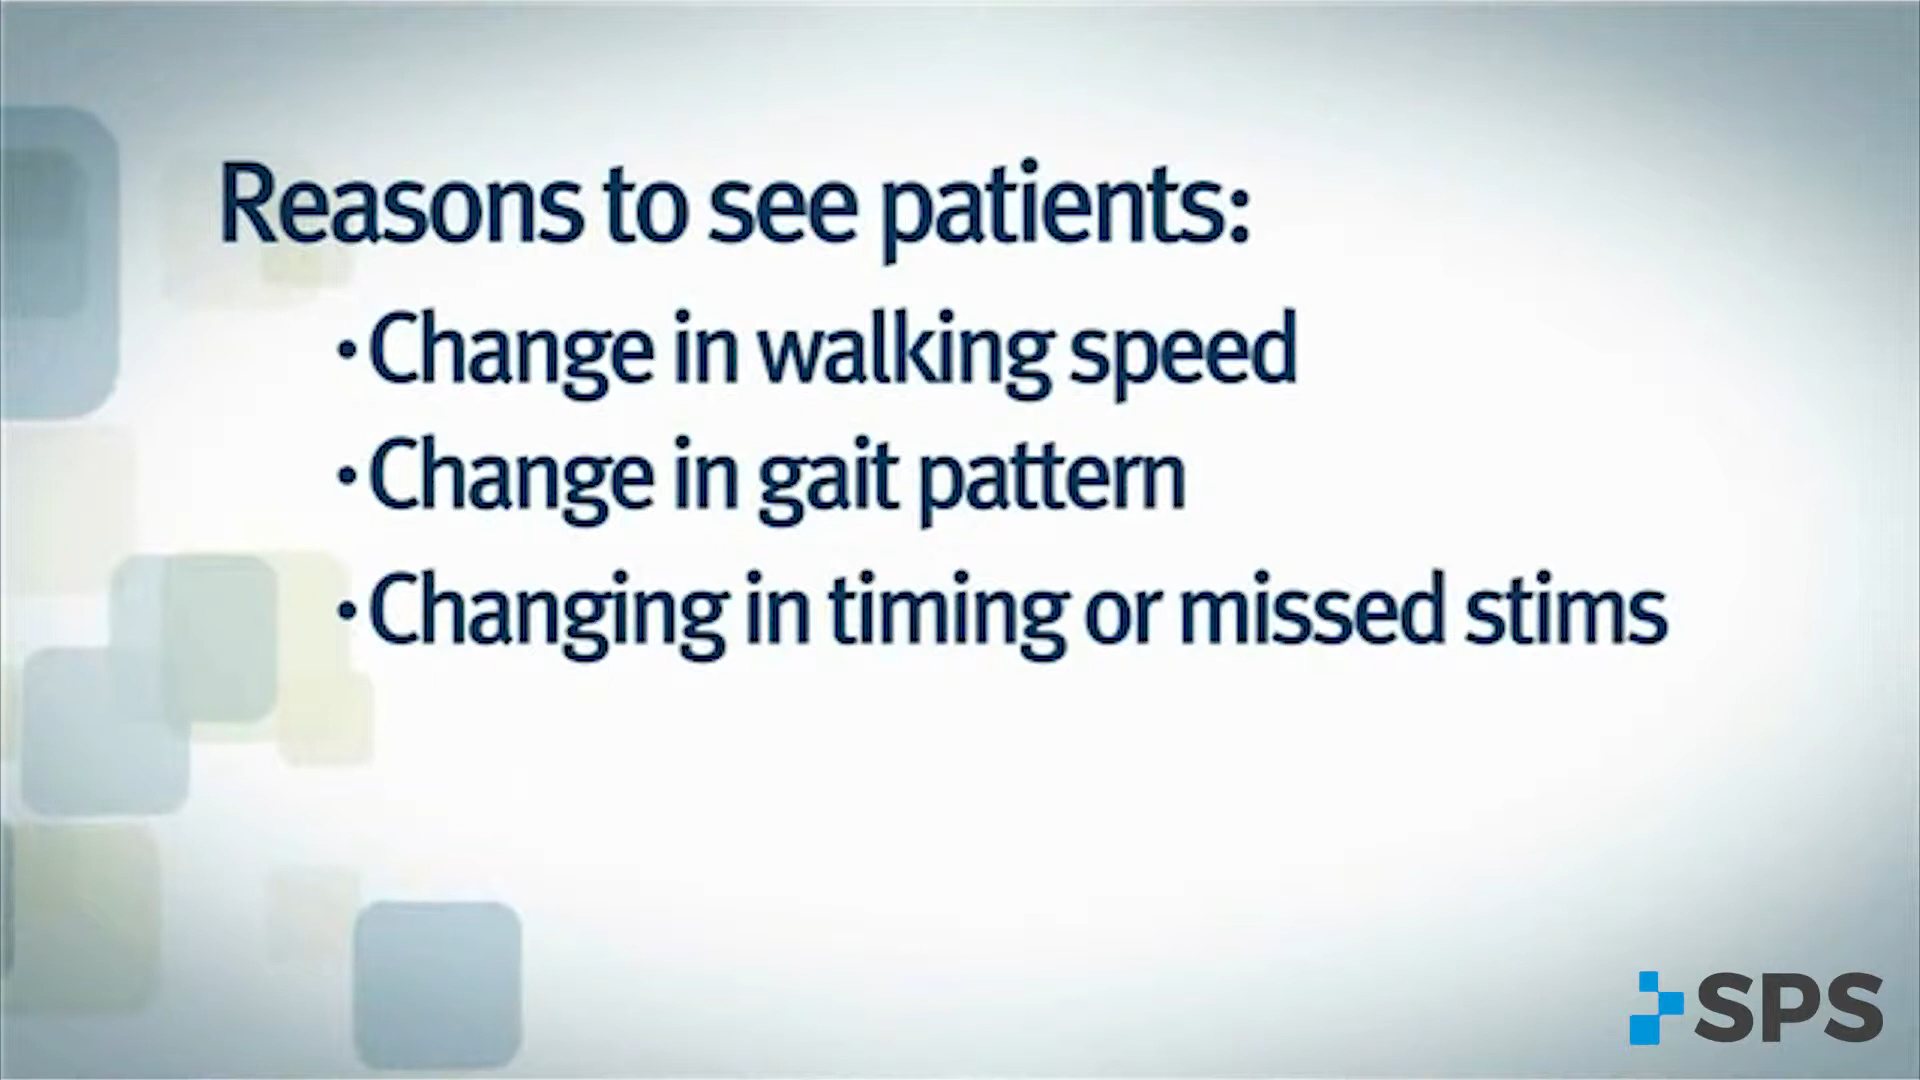 Reasons to see patients:
·Change in walking speed
·Change in gait pattern
·Changing in timing or missed stims
SPS